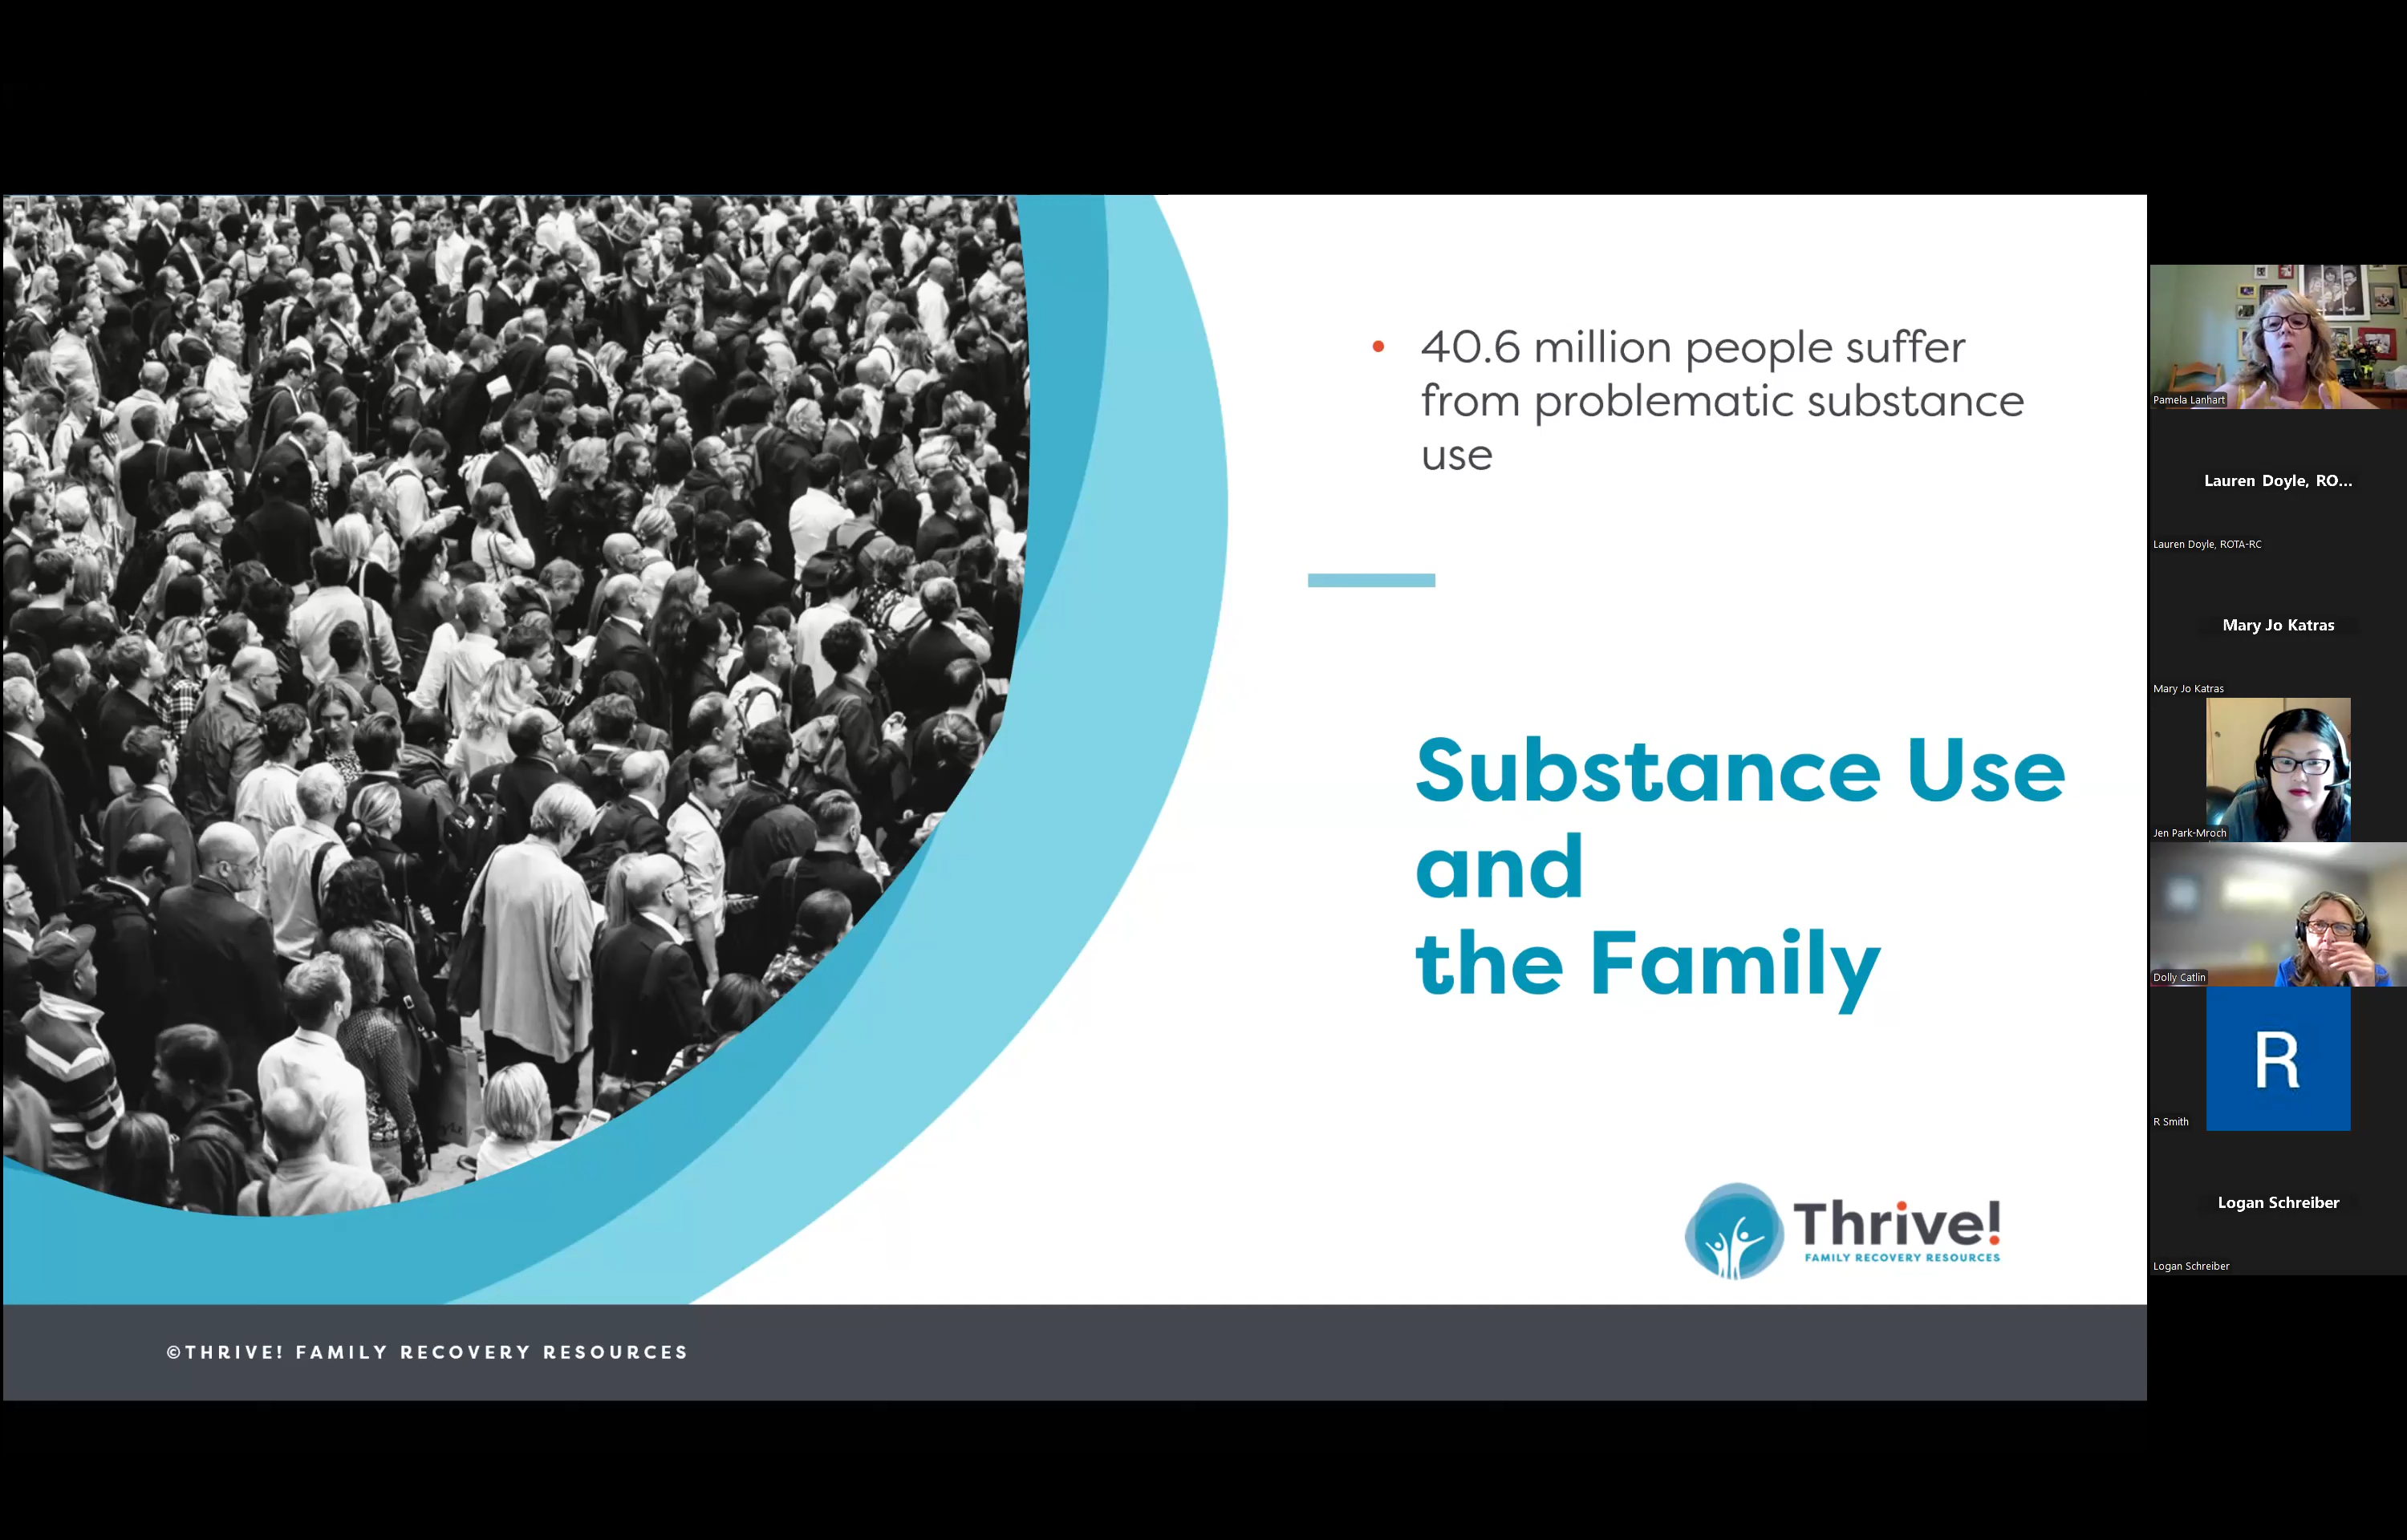 • 40.6 million people suffer
from problematic substance
use
Substance Use
and
the Family
Thrive!
FAMILY RECOVERY RESOURCES
©THRIVE! FAMILY RECOVERY RESOURCES
Pamela Lanhart
Lauren Doyle, RO...
Lauren Doyle, ROTA-RC
Mary Jo Katras
Mary Jo Katras
Jen Park-Mroch
Dolly Catlin
R
R Smith
Logan Schreiber
Logan Schreiber